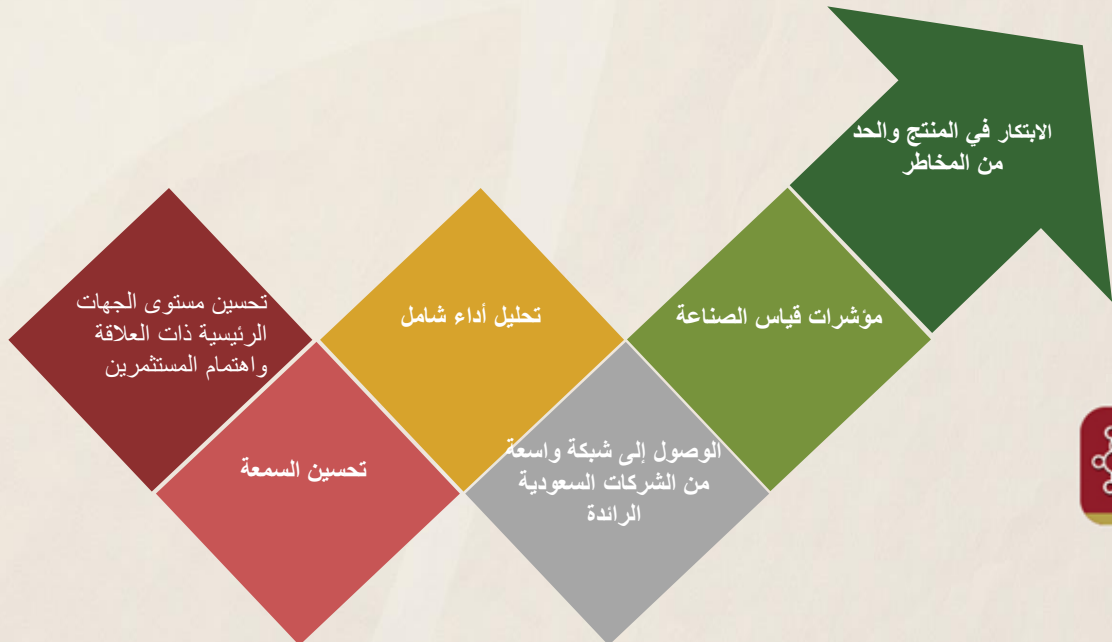 الابتكار في المنتج والحد
من المخاطر
مؤشرات قياس الصناعة
الوصول إلى شبكة واسعة
من الشركات السعودية
الرائدة
تحليل أداء شامل
تحسين السمعة
تحسين مستوى الجهات
الرئيسية ذات العلاقة
واهتمام المستثمرين